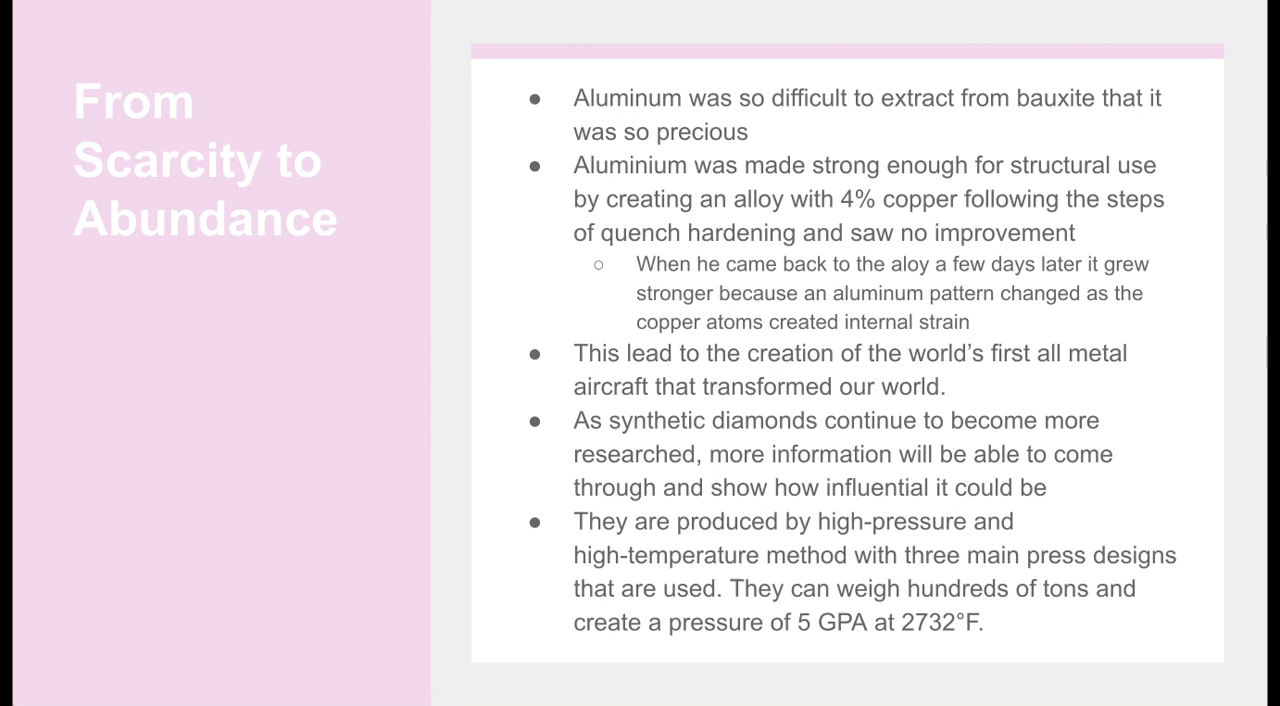 From
Scarcity to
Abundance
● Aluminum was so difficult to extract from bauxite that it
was so precious
● Aluminium was made strong enough for structural use
by creating an alloy with 4% copper following the steps
of quench hardening and saw no improvement
○ When he came back to the aloy a few days later it grew
stronger because an aluminum pattern changed as the
copper atoms created internal strain
● This lead to the creation of the world’s first all metal
aircraft that transformed our world.
● As synthetic diamonds continue to become more
researched, more information will be able to come
through and show how influential it could be
● They are produced by high-pressure and
high-temperature method with three main press designs
that are used. They can weigh hundreds of tons and
create a pressure of 5 GPA at 2732°F.